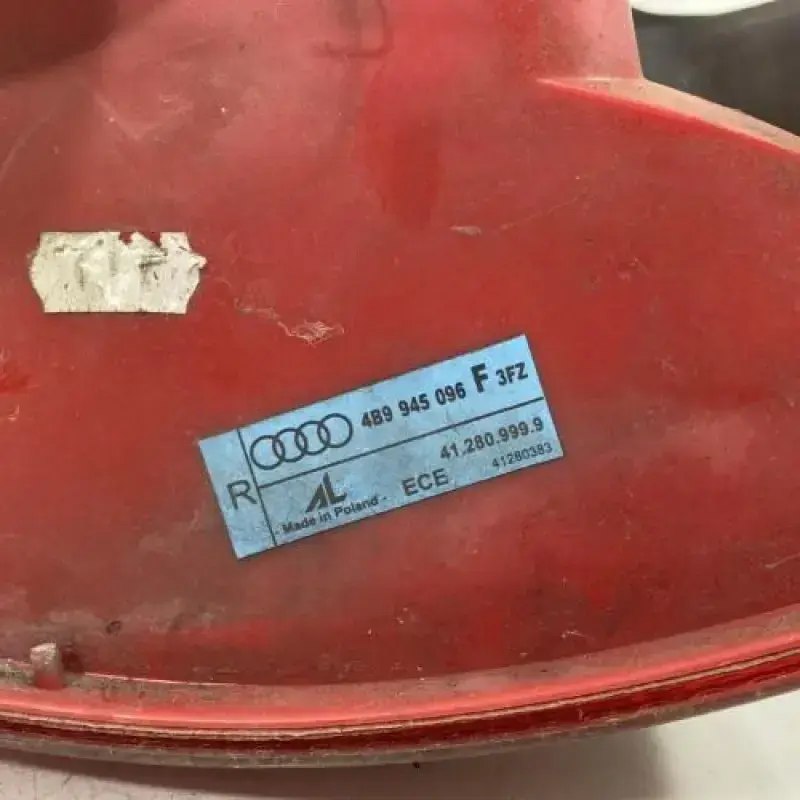 R
4B9 945 096 F 3FZ
41.280.999.9
AL ECE 41280383
- Made in Poland -